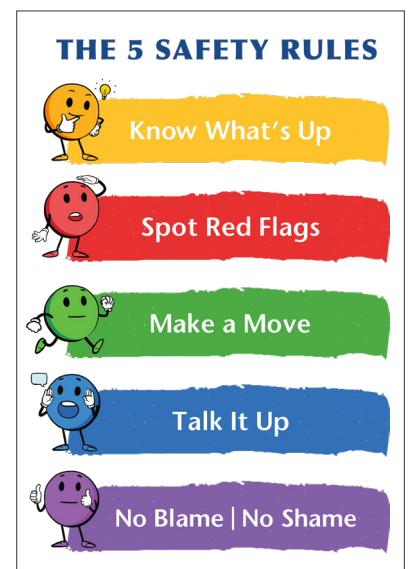 THE 5 SAFETY RULES
Know What's Up
Spot Red Flags
Make a Move
Talk It Up
No Blame | No Shame